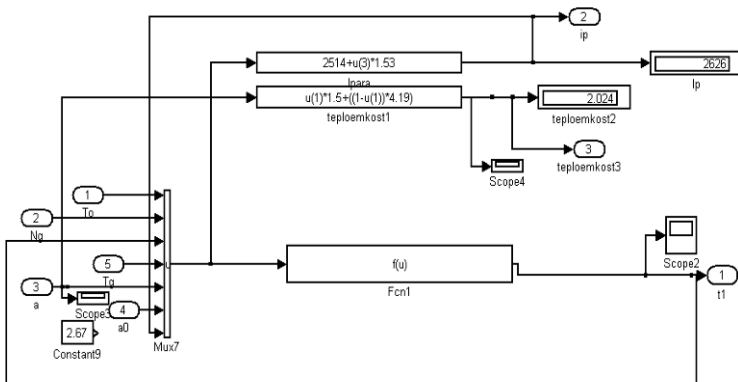 2
ip
2514+u(3)*1.53
Ipara
2626
Ip
u(1)*1.5+((1-u(1))*4.19)
teploemkost1
2.024
teploemkost2
3
teploemkost3
Scope4
1
To
2
Ng
5
Tg
3
a
Scope3
4
a0
2.67
Constant9
Mux7
f(u)
Fcn1
Scope2
1
t1